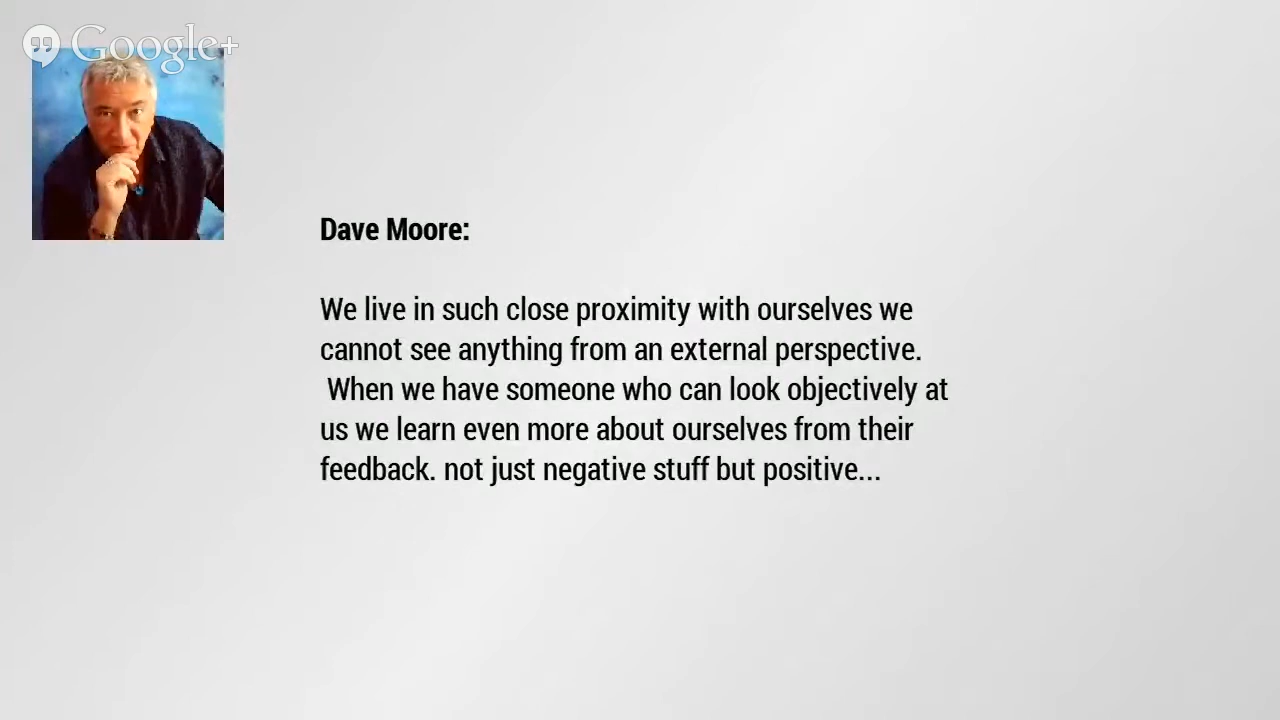 Google+
Dave Moore:
We live in such close proximity with ourselves we
cannot see anything from an external perspective.
When we have someone who can look objectively at
us we learn even more about ourselves from their
feedback. not just negative stuff but positive...